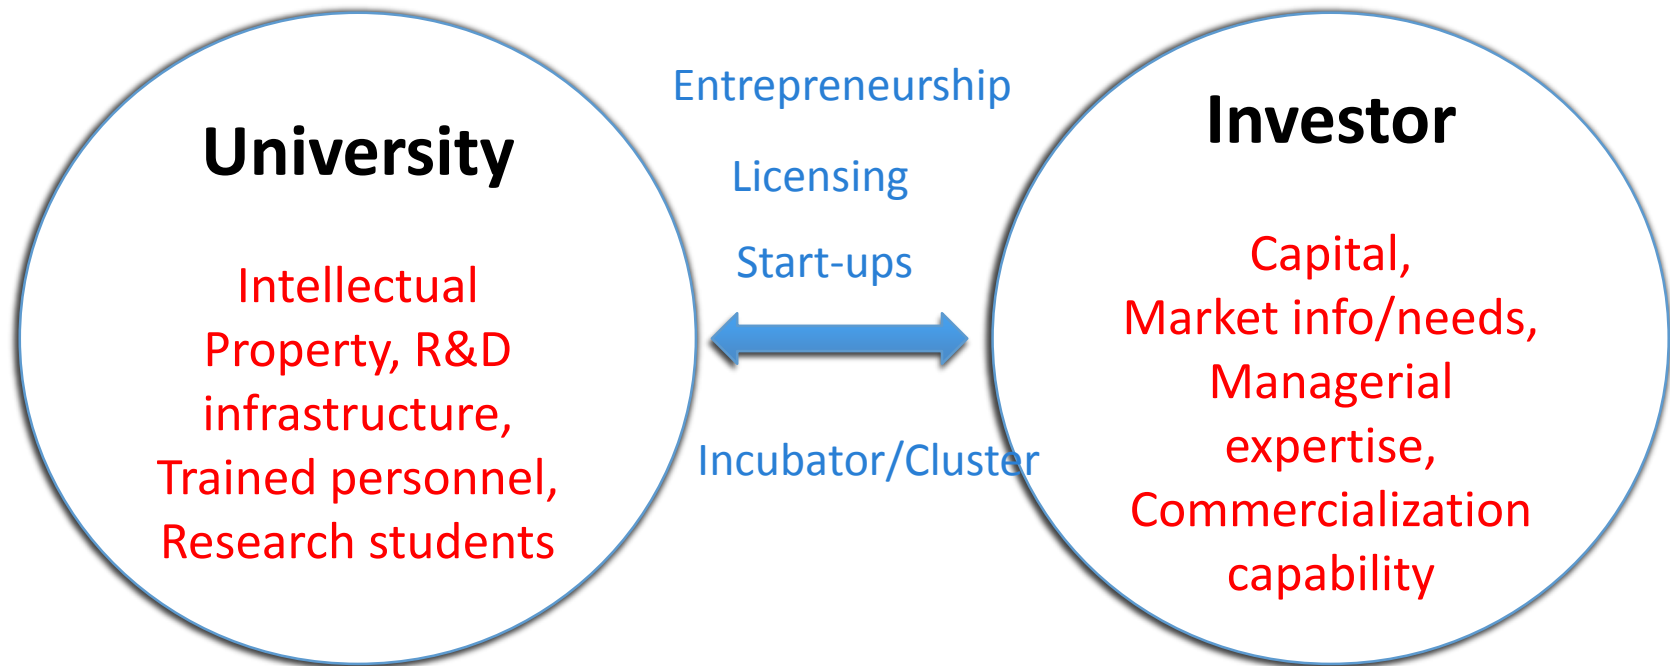 University
Intellectual
Property, R&D
infrastructure,
Trained personnel,
Research students
Entrepreneurship
Licensing
Start-ups
Incubator/Cluster
Investor
Capital,
Market info/needs,
Managerial
expertise,
Commercialization
capability